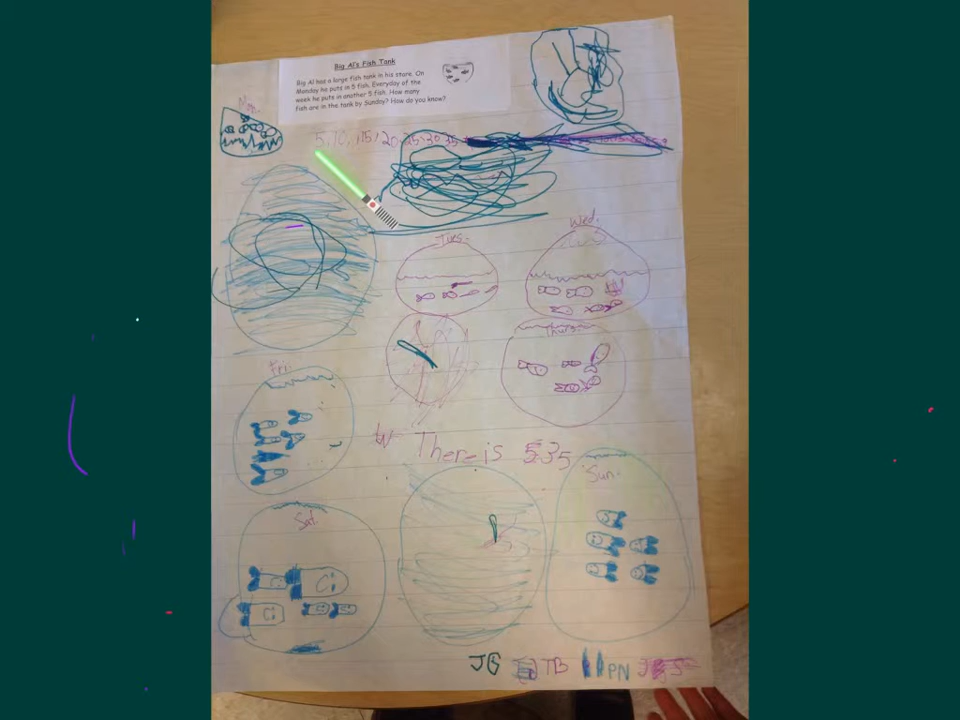 Big Al's Fish Tank
Big Al has a large fish tank in his store. On
Monday he puts in 5 fish. Everyday of the
week he puts in another 5 fish. How many
fish are in the tank by Sunday? How do you know?
Mon
5, 10, 15, 20, 25, 30, 35
Tues.
Wed.
Thurs.
Fri.
There is 535
Sun.
Sat.
JG TB PN